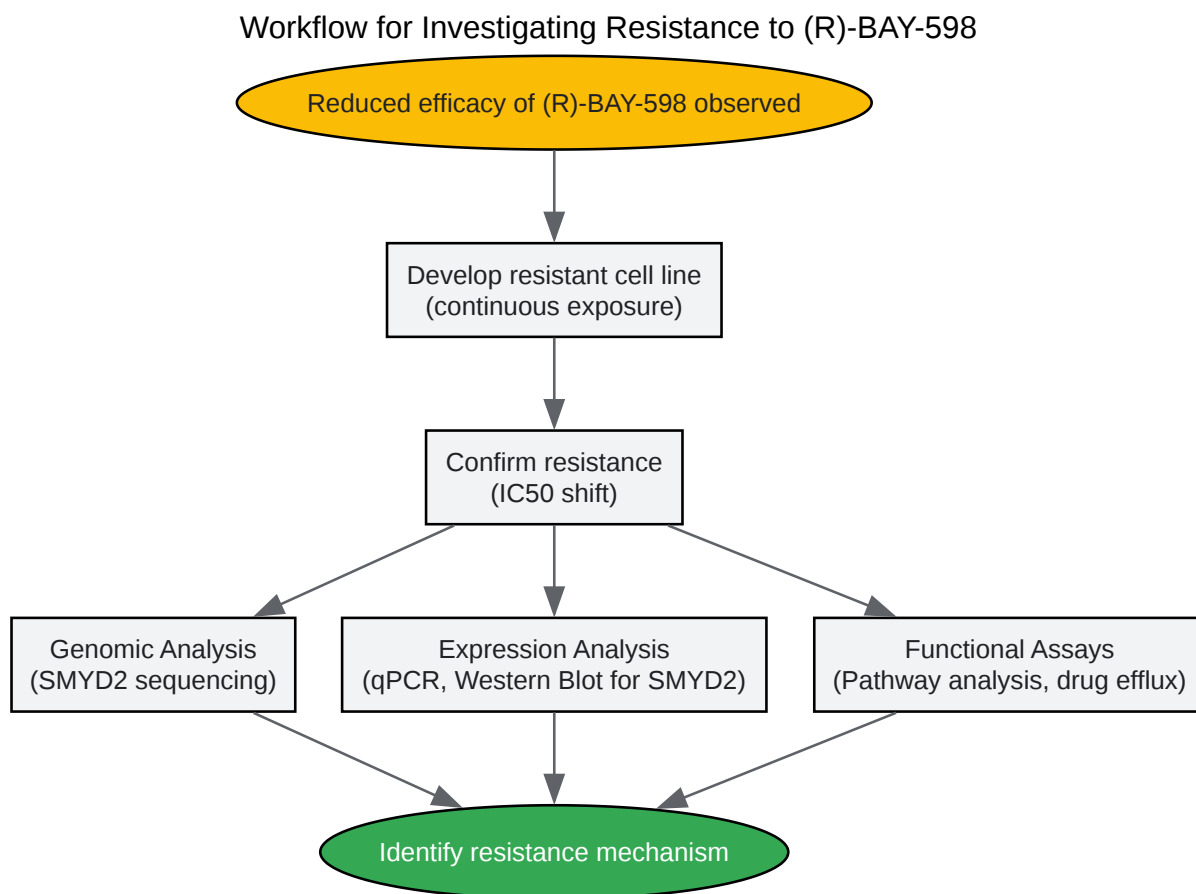 Workflow for Investigating Resistance to (R)-BAY-598
Reduced efficacy of (R)-BAY-598 observed
Develop resistant cell line
(continuous exposure)
Confirm resistance
(IC50 shift)
Genomic Analysis
(SMYD2 sequencing)
Expression Analysis
(qPCR, Western Blot for SMYD2)
Functional Assays
(Pathway analysis, drug efflux)
Identify resistance mechanism